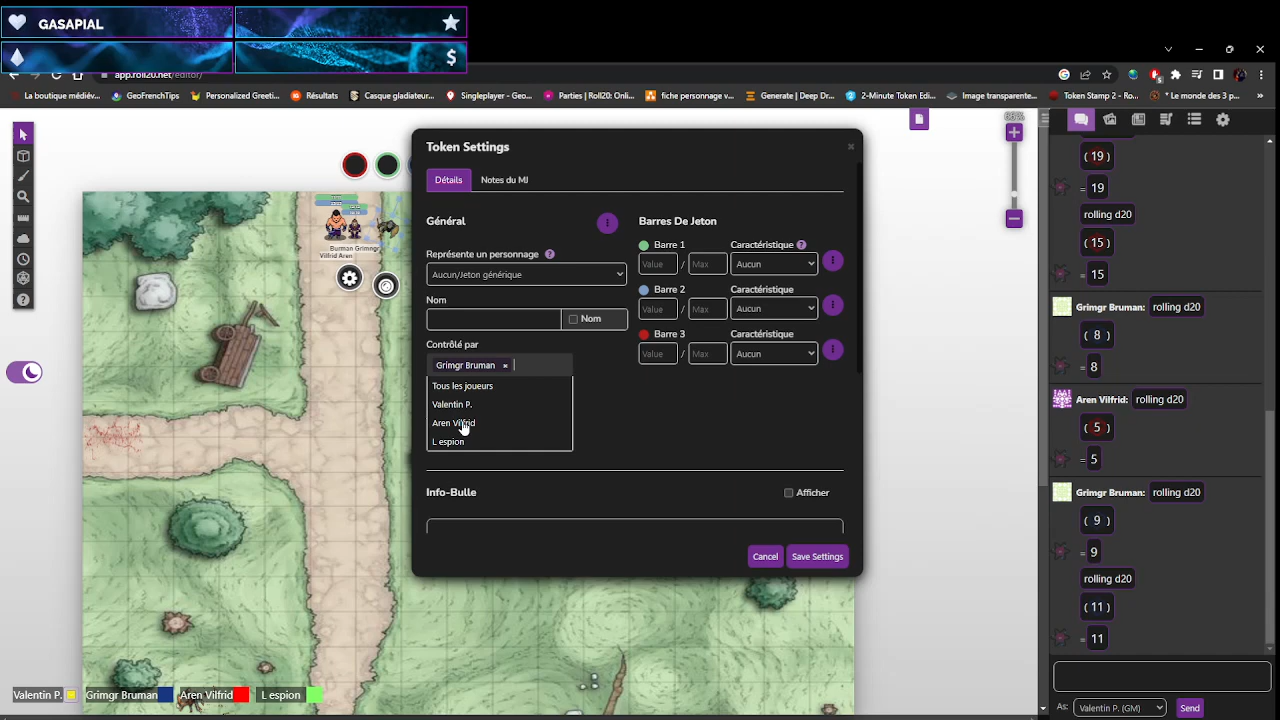 GASAPIAL
$
app.roll20.net/editor/
La boutique médiév...
GeoFrenchTips
Personalized Greeti...
Résultats
Casque gladiateur...
Singleplayer - Geo...
Parties | Roll20: Onli...
fiche personnage v...
Generate | Deep Dr...
2-Minute Token Edi...
Image transparente...
Token Stamp 2 - Ro...
* Le monde des 3 p...
»
66%
Token Settings
Détails
Notes du MJ
Général
Représente un personnage ?
Aucun/Jeton générique
Nom
Nom
Contrôlé par
Grimgr Bruman ×
Tous les joueurs
Valentin P.
Aren Vilfrid
L espion
Barres De Jeton
Barre 1 Caractéristique ?
Value / Max Aucun
Barre 2 Caractéristique
Value / Max Aucun
Barre 3 Caractéristique
Value / Max Aucun
Info-Bulle
Afficher
Cancel
Save Settings
Burman Grimngr
Vilfrid Aren
(19)
= 19
rolling d20
(15)
= 15
Grimgr Bruman: rolling d20
(8)
= 8
Aren Vilfrid: rolling d20
(5)
= 5
Grimgr Bruman: rolling d20
(9)
= 9
rolling d20
(11)
= 11
As: Valentin P. (GM)
Send
Valentin P.
Grimgr Bruman
Aren Vilfrid
L espion